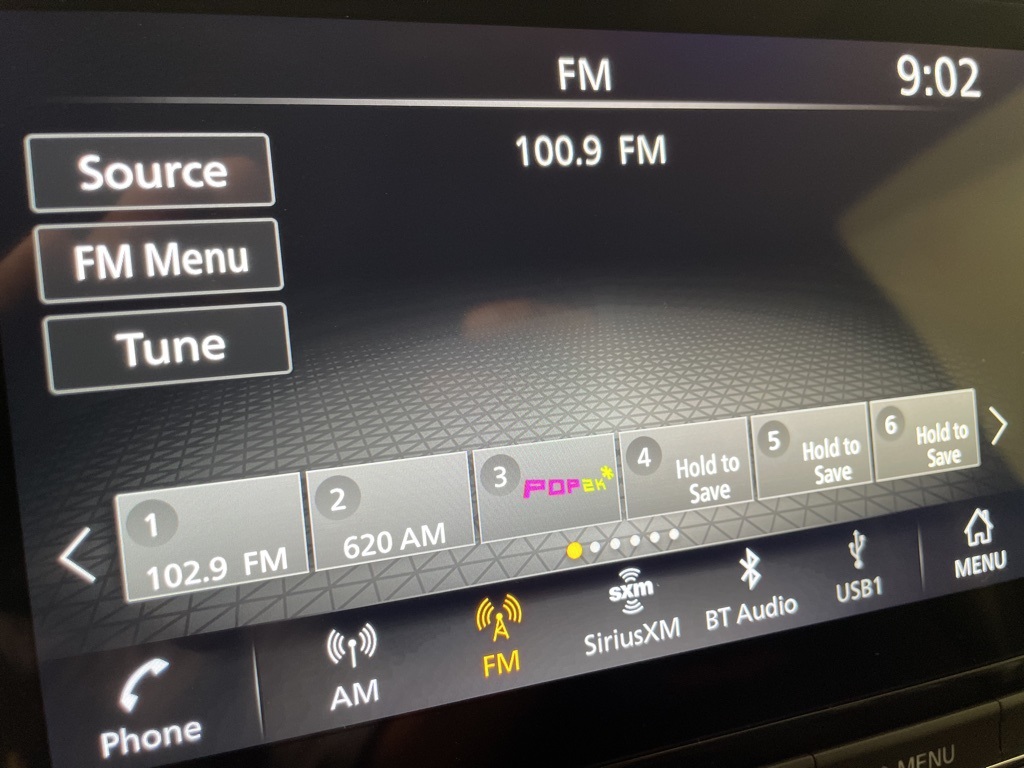 FM
9:02
100.9 FM
Source
FM Menu
Tune
1
102.9 FM
2
620 AM
3
POP2K*
4
Hold to
Save
5
Hold to
Save
6
Hold to
Save
Phone
AM
FM
sxm
SiriusXM
BT Audio
USB1
MENU
MENU